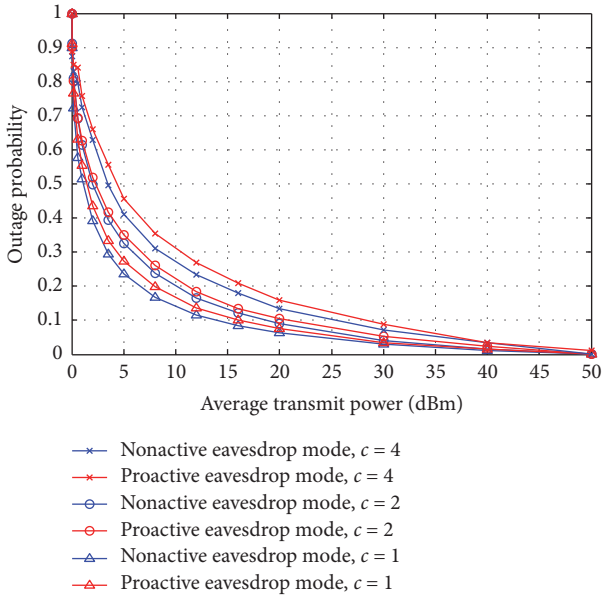 1
0.9
0.8
0.7
0.6
0.5
0.4
0.3
0.2
0.1
0
Outage probability
0 5 10 15 20 25 30 35 40 45 50
Average transmit power (dBm)
Nonactive eavesdrop mode, c = 4
Proactive eavesdrop mode, c = 4
Nonactive eavesdrop mode, c = 2
Proactive eavesdrop mode, c = 2
Nonactive eavesdrop mode, c = 1
Proactive eavesdrop mode, c = 1